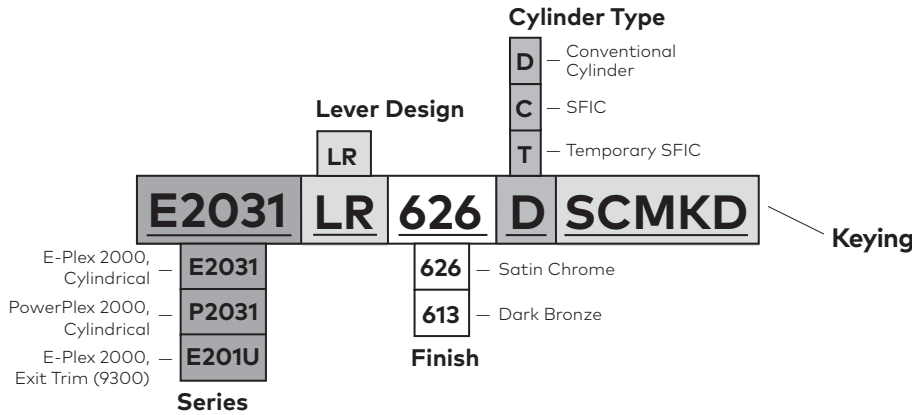 Cylinder Type
D — Conventional
Cylinder
C — SFIC
T — Temporary SFIC
Lever Design
LR
E2031 LR 626 D SCMKD
Keying
E-Plex 2000,
Cylindrical — E2031
PowerPlex 2000,
Cylindrical — P2031
E-Plex 2000,
Exit Trim (9300) — E201U
Series
626 — Satin Chrome
613 — Dark Bronze
Finish